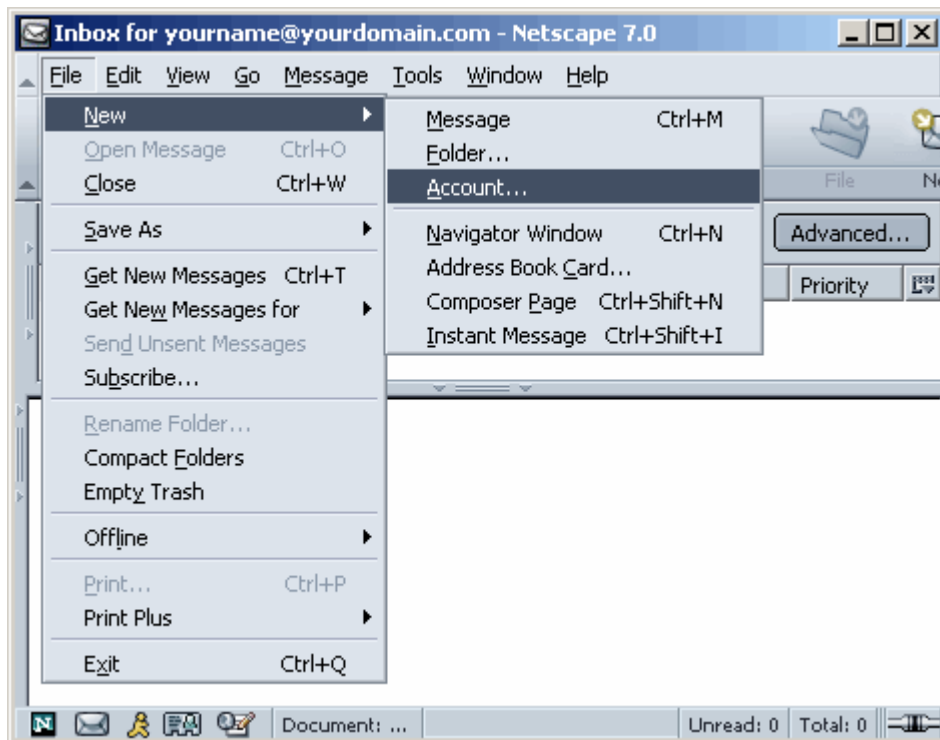 Inbox for yourname@yourdomain.com - Netscape 7.0
File Edit View Go Message Tools Window Help
New
Open Message Ctrl+O
Close Ctrl+W
Save As
Get New Messages Ctrl+T
Get New Messages for
Send Unsent Messages
Subscribe...
Rename Folder...
Compact Folders
Empty Trash
Offline
Print... Ctrl+P
Print Plus
Exit Ctrl+Q
Message Ctrl+M
Folder...
Account...
Navigator Window Ctrl+N
Address Book Card...
Composer Page Ctrl+Shift+N
Instant Message Ctrl+Shift+I
File
Advanced...
Priority
N
Document: ... Unread: 0 Total: 0